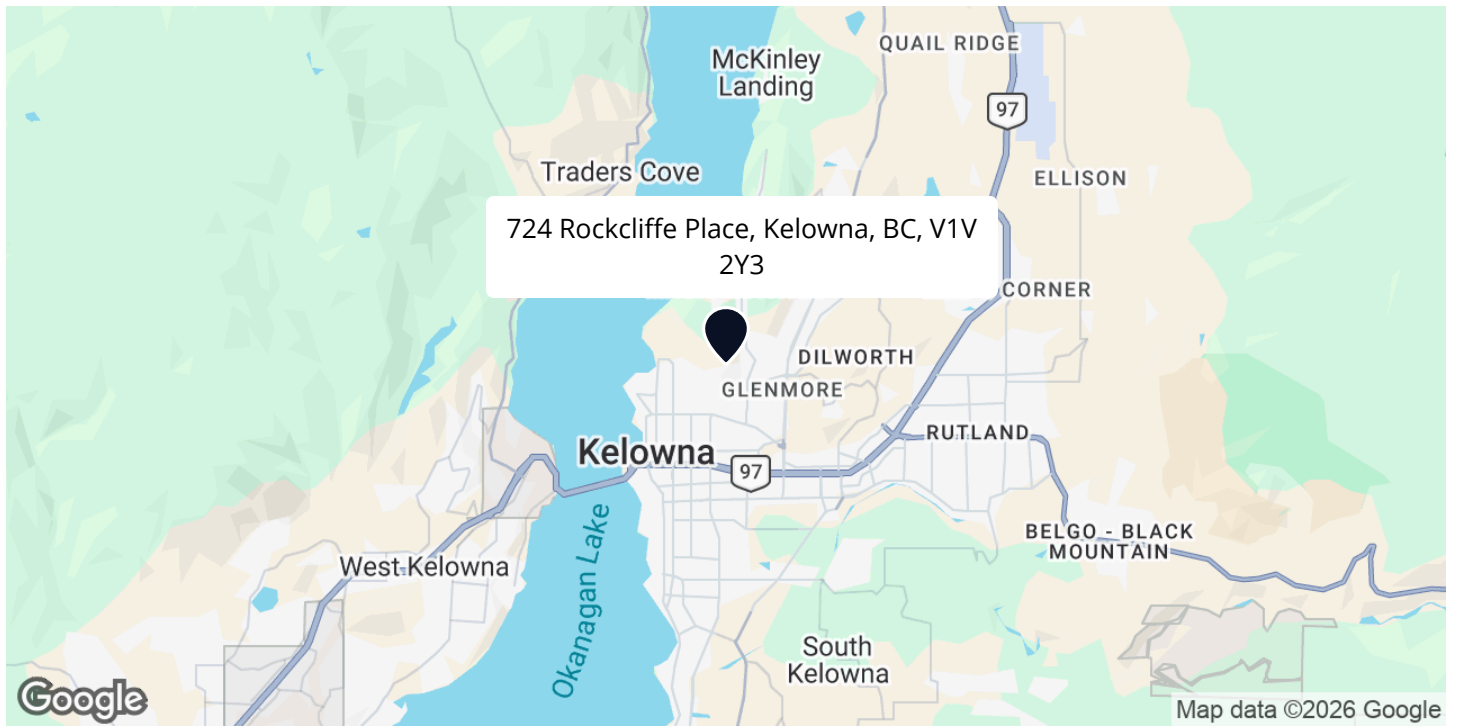 QUAIL RIDGE
McKinley
Landing
97
Traders Cove
ELLISON
724 Rockcliffe Place, Kelowna, BC, V1V
2Y3
CORNER
DILWORTH
GLENMORE
RUTLAND
Kelowna
97
Okanagan Lake
BELGO - BLACK
MOUNTAIN
West Kelowna
South
Kelowna
Google
Map data ©2026 Google